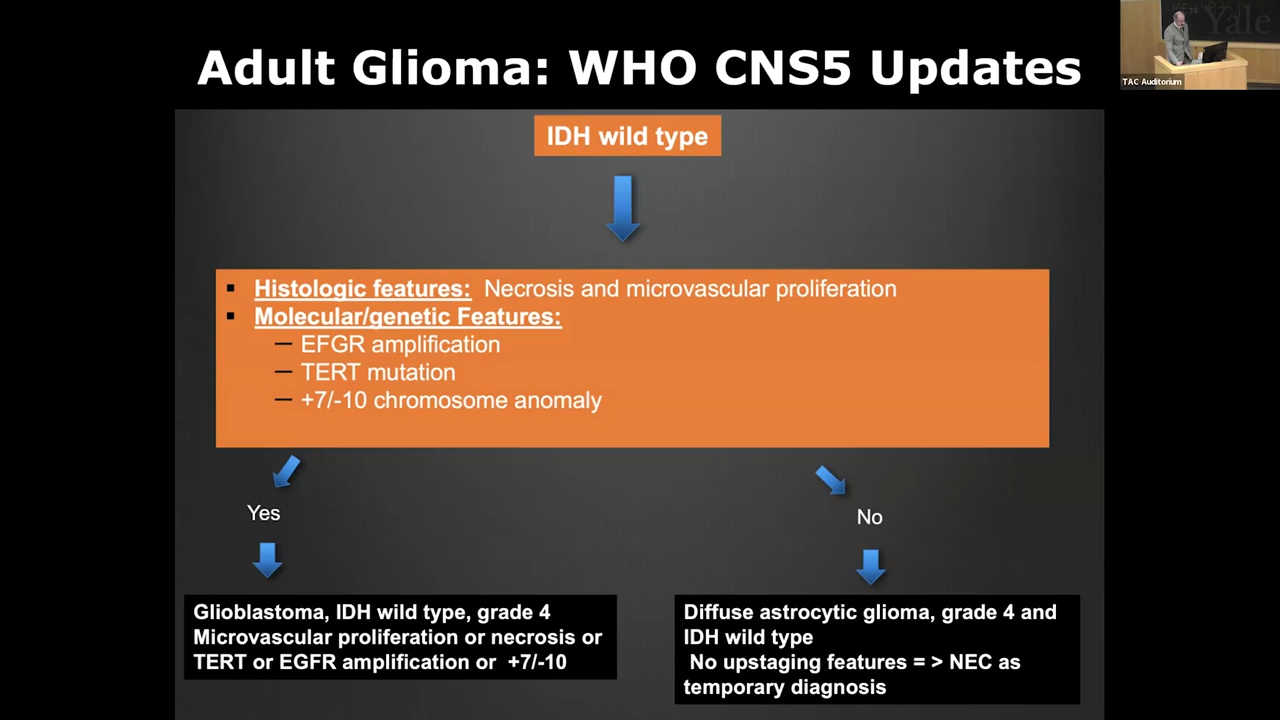 Adult Glioma: WHO CNS5 Updates
Yale
TAC Auditorium
IDH wild type
▪ Histologic features: Necrosis and microvascular proliferation
▪ Molecular/genetic Features:
— EFGR amplification
— TERT mutation
— +7/-10 chromosome anomaly
Yes
No
Glioblastoma, IDH wild type, grade 4
Microvascular proliferation or necrosis or
TERT or EGFR amplification or +7/-10
Diffuse astrocytic glioma, grade 4 and
IDH wild type
No upstaging features = > NEC as
temporary diagnosis